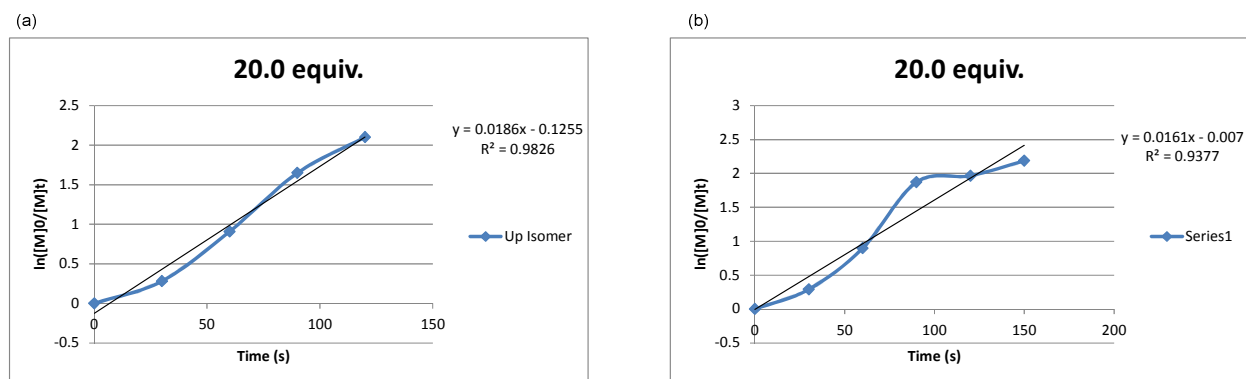 (a)
20.0 equiv.
2.5
2
1.5
1
0.5
0
-0.5
0
50
100
150
ln([M]0/[M]t)
Time (s)
y = 0.0186x - 0.1255
R² = 0.9826
Up Isomer
(b)
20.0 equiv.
3
2.5
2
1.5
1
0.5
0
-0.5
0
50
100
150
200
ln([M]0/[M]t)
Time (s)
y = 0.0161x - 0.007
R² = 0.9377
Series1